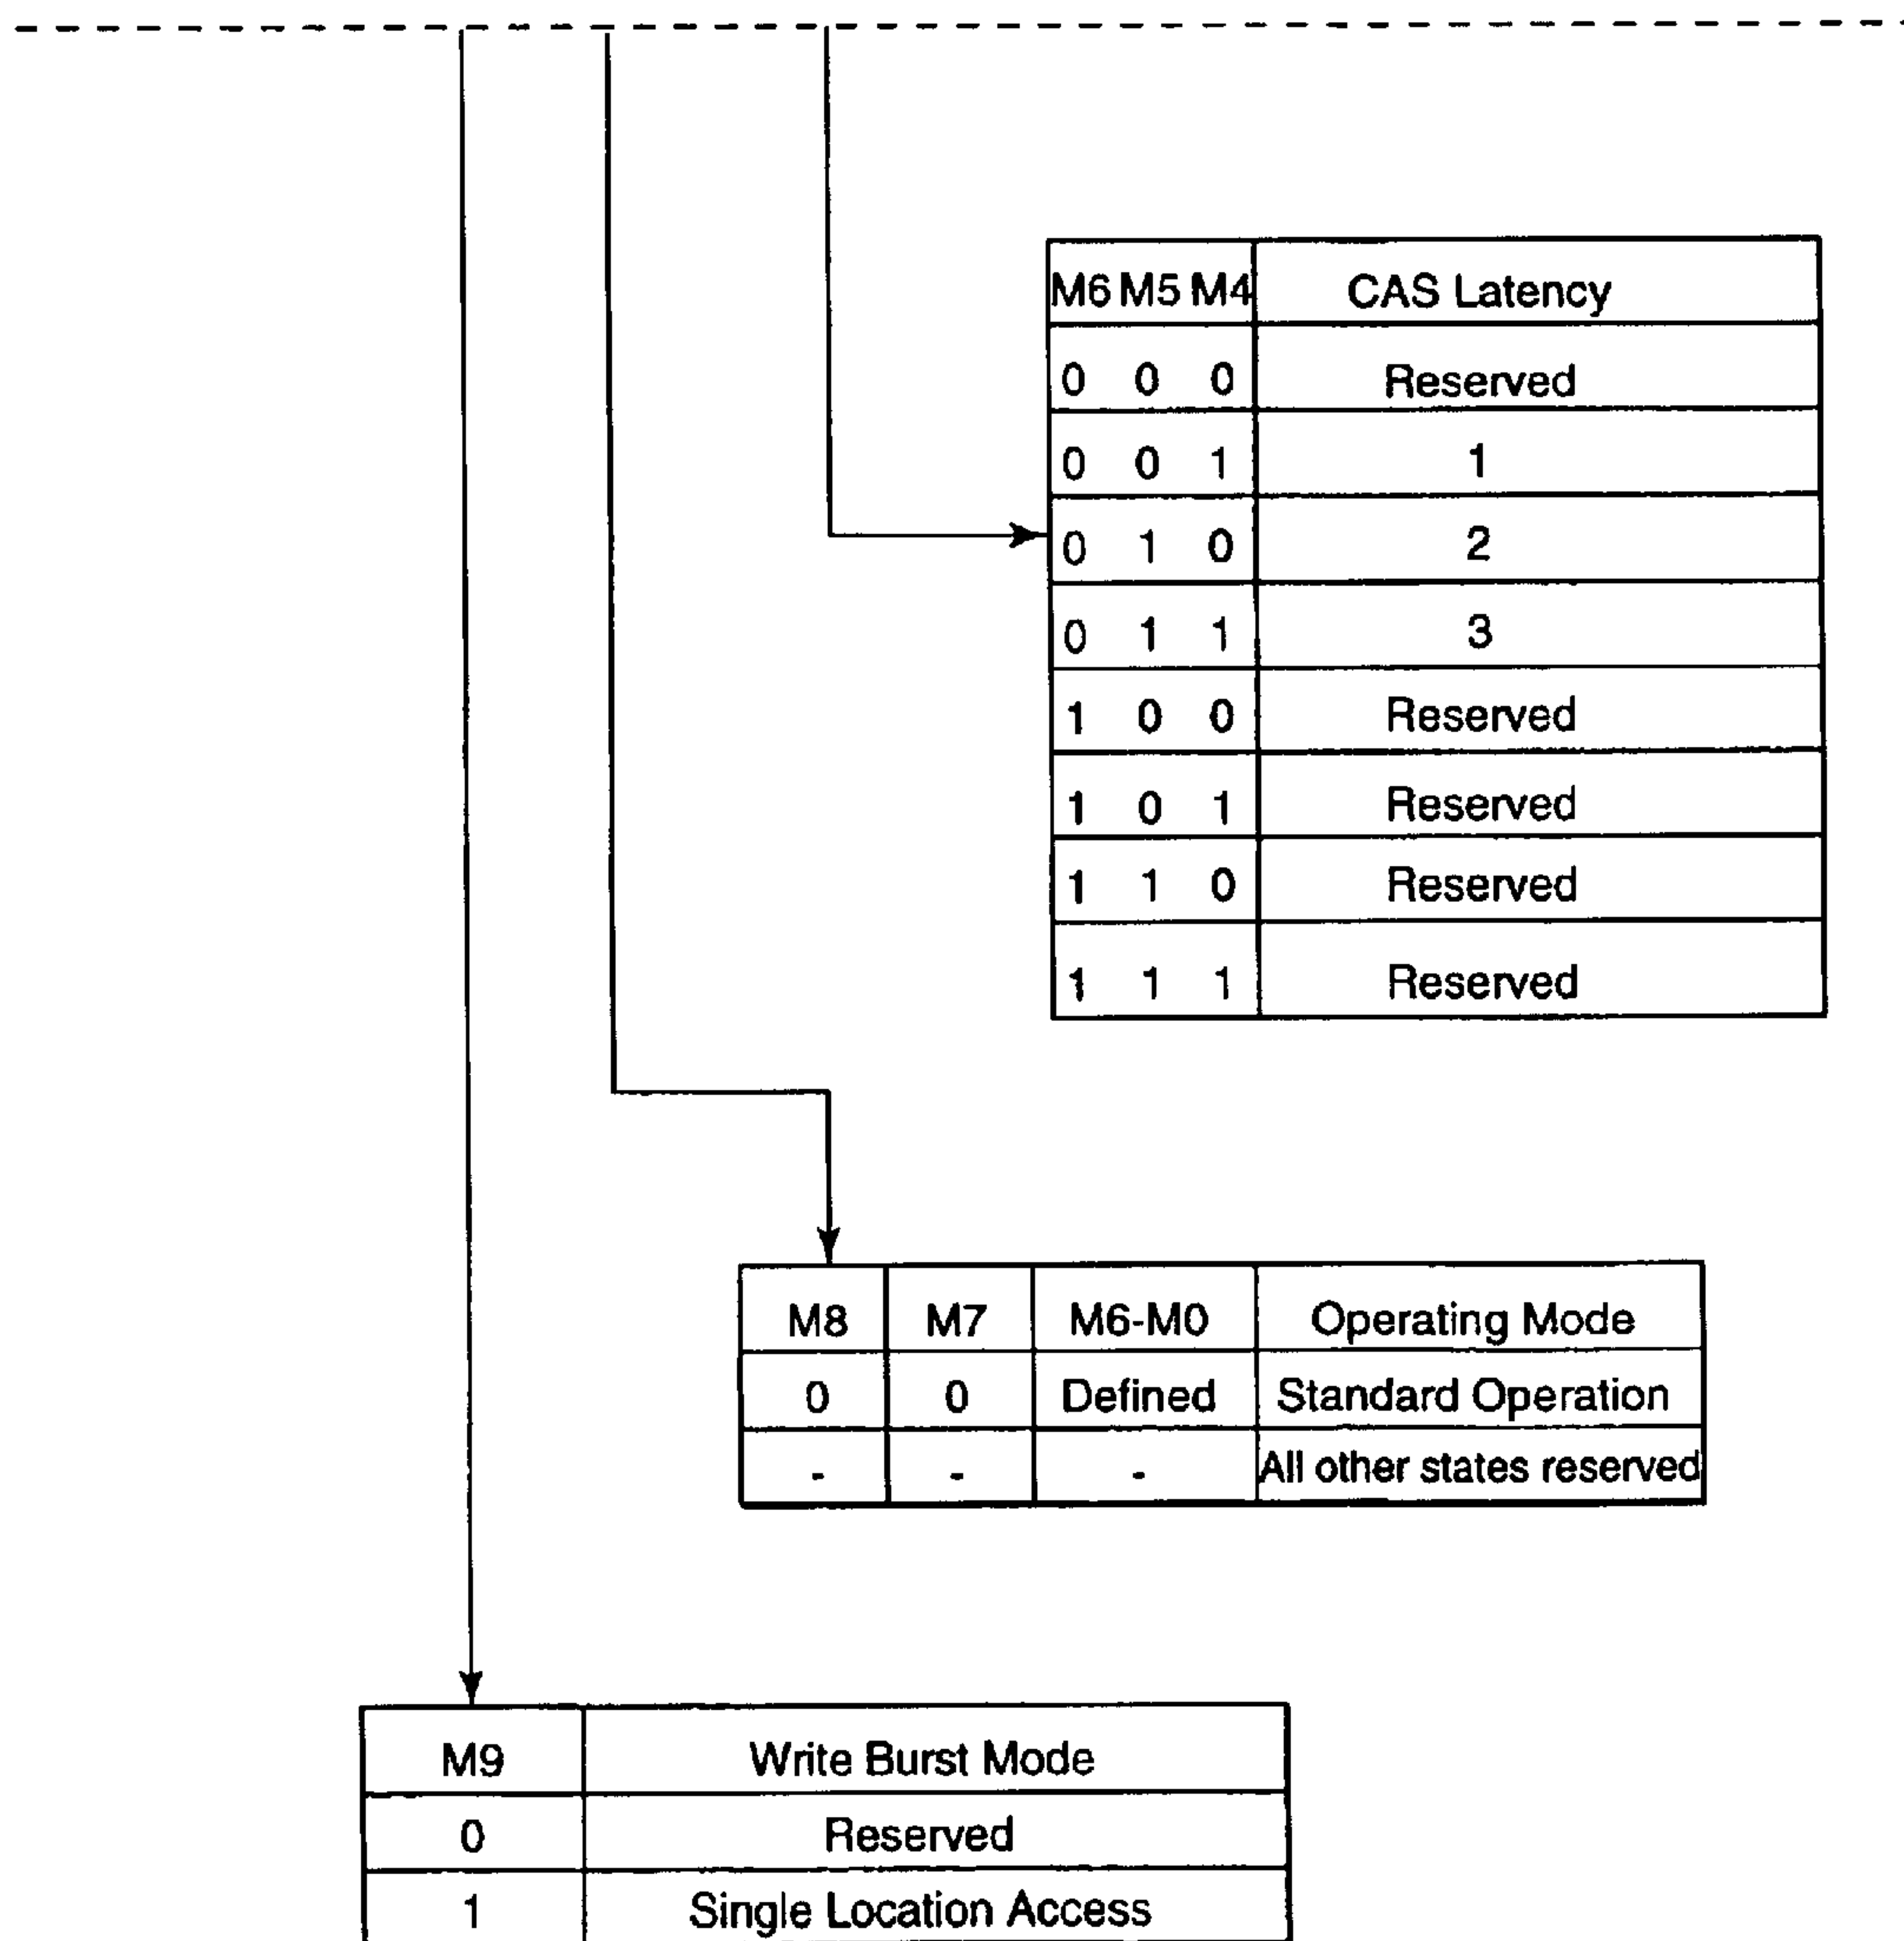 M6 M5 M4 CAS Latency
0 0 0 Reserved
0 0 1 1
0 1 0 2
0 1 1 3
1 0 0 Reserved
1 0 1 Reserved
1 1 0 Reserved
1 1 1 Reserved
M8 M7 M6-M0 Operating Mode
0 0 Defined Standard Operation
- - - All other states reserved
M9 Write Burst Mode
0 Reserved
1 Single Location Access